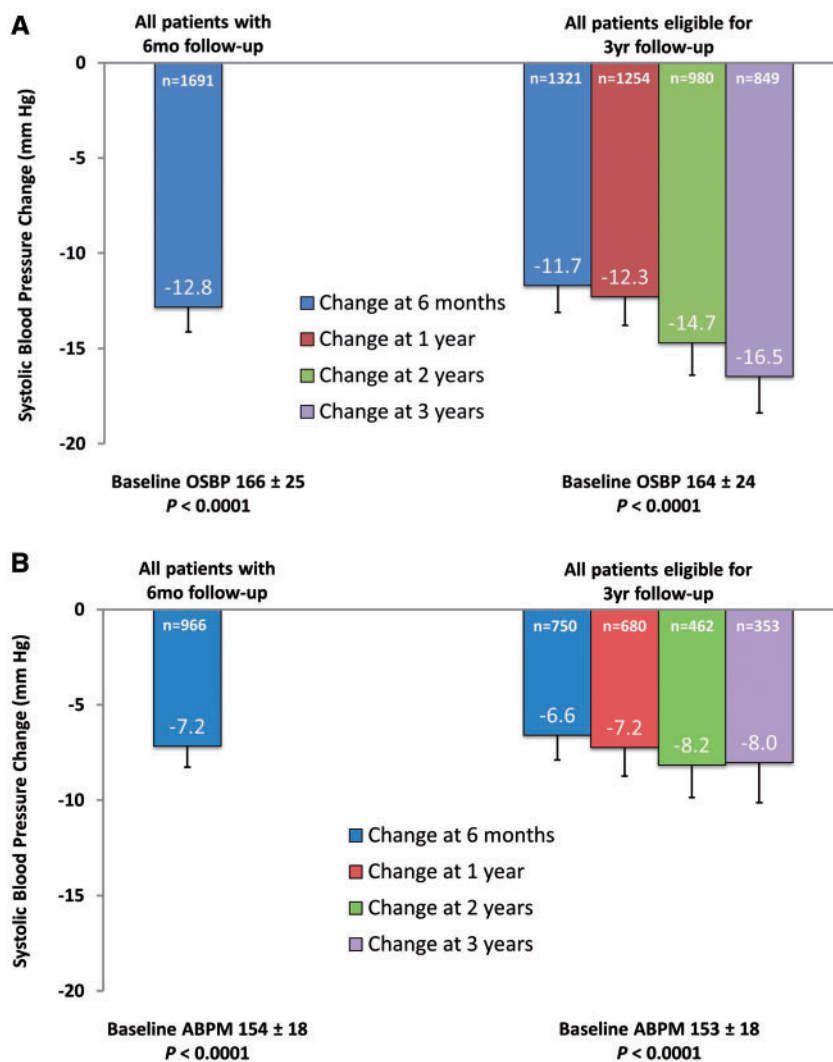 A
All patients with
6mo follow-up
All patients eligible for
3yr follow-up
Systolic Blood Pressure Change (mm Hg)
0
-5
-10
-15
-20
n=1691
n=1321
n=1254
n=980
n=849
-12.8
-11.7
-12.3
-14.7
-16.5
Change at 6 months
Change at 1 year
Change at 2 years
Change at 3 years
Baseline OSBP 166 ± 25
P < 0.0001
Baseline OSBP 164 ± 24
P < 0.0001
B
All patients with
6mo follow-up
All patients eligible for
3yr follow-up
Systolic Blood Pressure Change (mm Hg)
0
-5
-10
-15
-20
n=966
n=750
n=680
n=462
n=353
-7.2
-6.6
-7.2
-8.2
-8.0
Change at 6 months
Change at 1 year
Change at 2 years
Change at 3 years
Baseline ABPM 154 ± 18
P < 0.0001
Baseline ABPM 153 ± 18
P < 0.0001